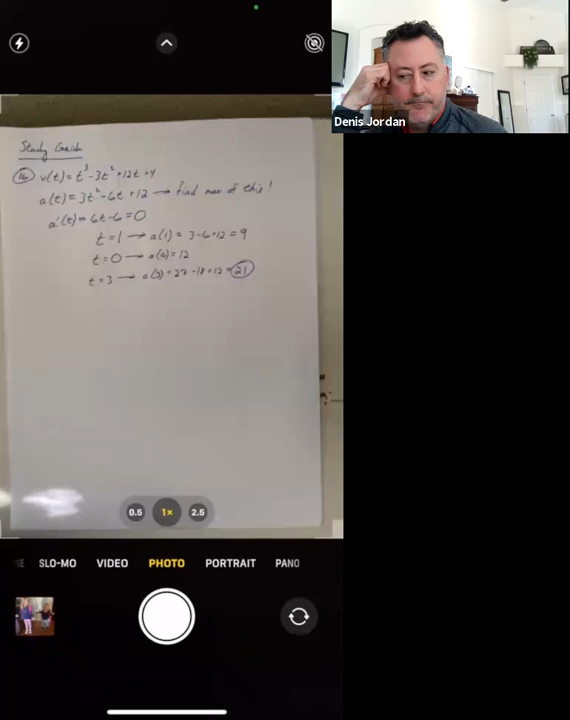 Denis Jordan
Study Guide
16 v(t) = t³ - 3t² + 12t + 4
a(t) = 3t² - 6t + 12 → find max of this!
a'(t) = 6t - 6 = 0
t = 1 → a(1) = 3 - 6 + 12 = 9
t = 0 → a(0) = 12
t = 3 → a(3) = 27 - 18 + 12 = 21
0.5 1× 2.5
SLO-MO VIDEO PHOTO PORTRAIT PANO